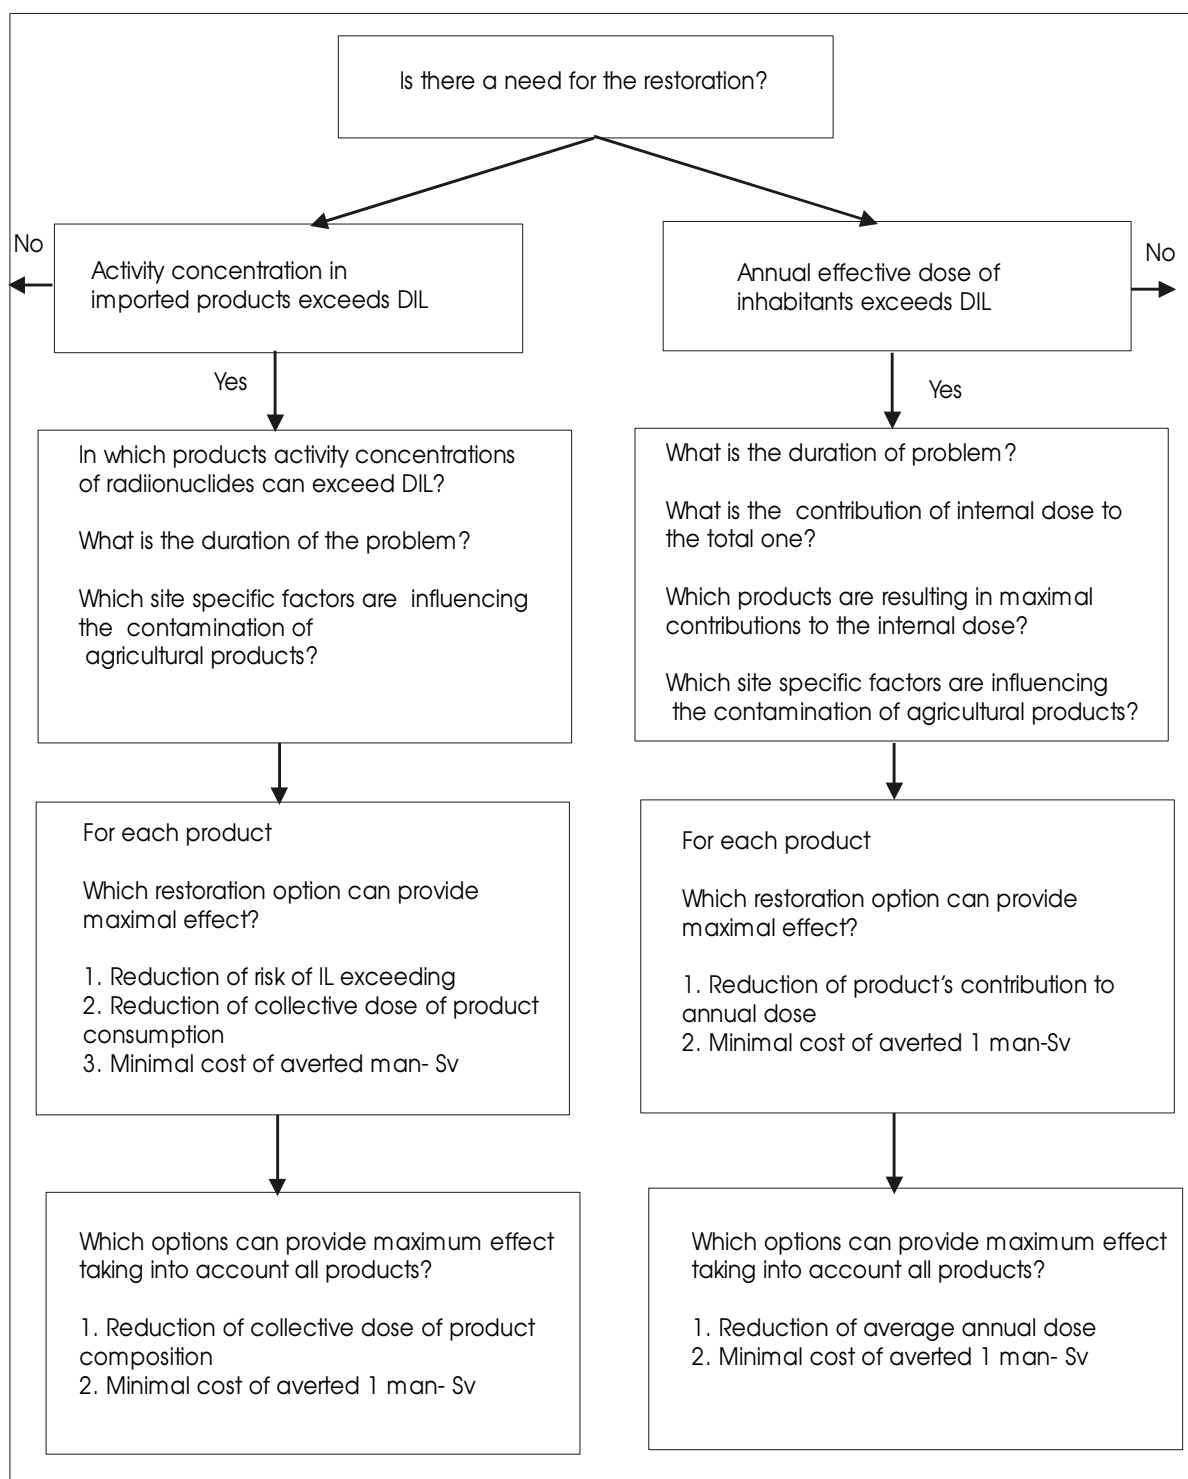 Is there a need for the restoration?
No
Activity concentration in
imported products exceeds DIL
Annual effective dose of
inhabitants exceeds DIL
No
Yes
Yes
In which products activity concentrations
of radiionuclides can exceed DIL?
What is the duration of the problem?
Which site specific factors are influencing
the contamination of
agricultural products?
What is the duration of problem?
What is the contribution of internal dose to
the total one?
Which products are resulting in maximal
contributions to the internal dose?
Which site specific factors are influencing
the contamination of agricultural products?
For each product
Which restoration option can provide
maximal effect?
1. Reduction of risk of IL exceeding
2. Reduction of collective dose of product
consumption
3. Minimal cost of averted man- Sv
For each product
Which restoration option can provide
maximal effect?
1. Reduction of product's contribution to
annual dose
2. Minimal cost of averted 1 man-Sv
Which options can provide maximum effect
taking into account all products?
1. Reduction of collective dose of product
composition
2. Minimal cost of averted 1 man- Sv
Which options can provide maximum effect
taking into account all products?
1. Reduction of average annual dose
2. Minimal cost of averted 1 man- Sv